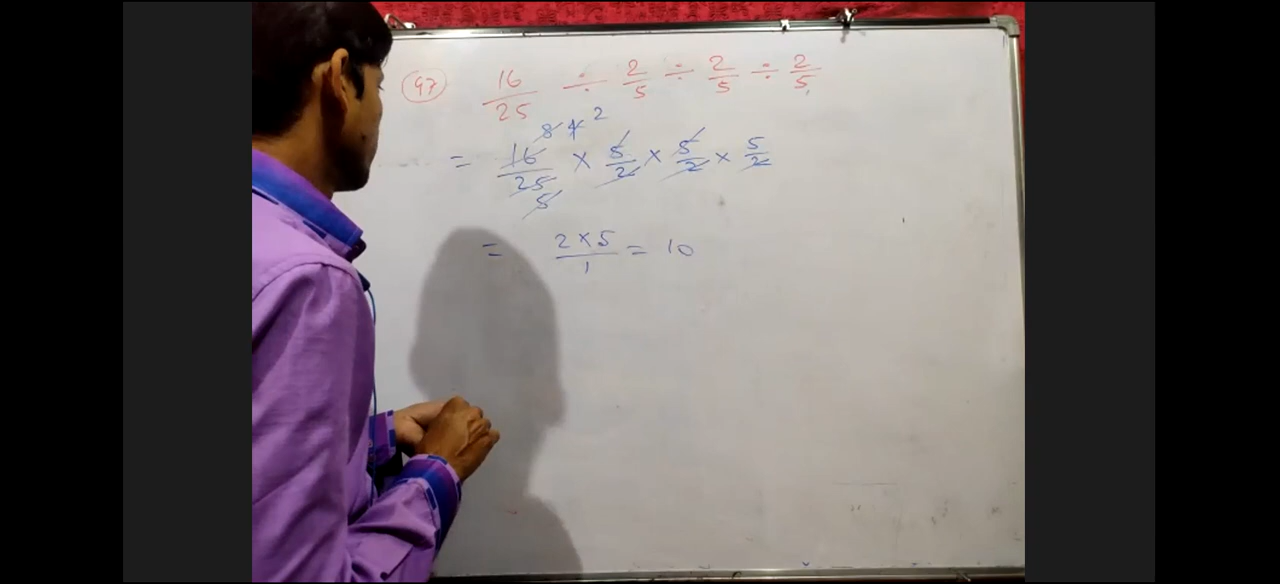 97 16/25 ÷ 2/5 ÷ 2/5 ÷ 2/5
8 4 2
= 16/25 × 5/2 × 5/2 × 5/2
5
= 2×5/1 = 10